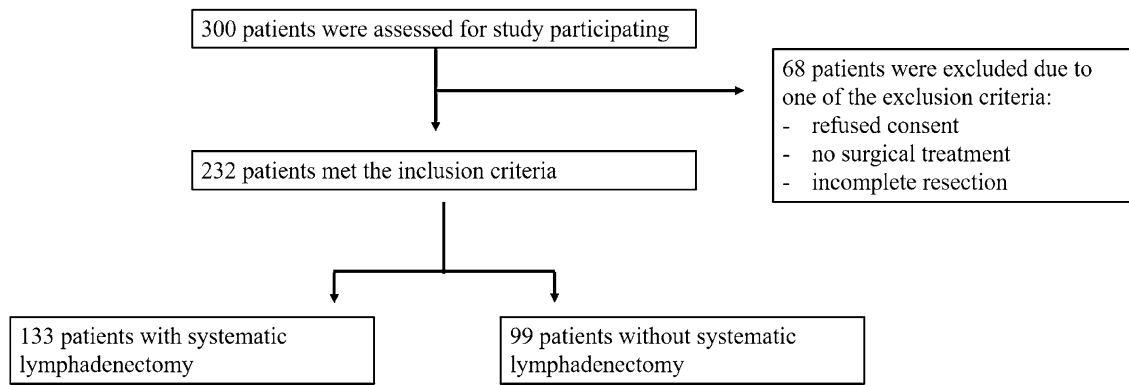 300 patients were assessed for study participating
68 patients were excluded due to
one of the exclusion criteria:
- refused consent
- no surgical treatment
- incomplete resection
232 patients met the inclusion criteria
133 patients with systematic
lymphadenectomy
99 patients without systematic
lymphadenectomy